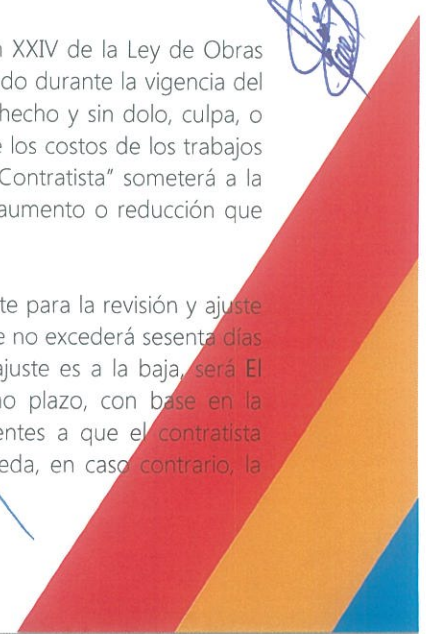 n XXIV de la Ley de Obras
do durante la vigencia del
hecho y sin dolo, culpa, o
e los costos de los trabajos
Contratista" someterá a la
aumento o reducción que
te para la revisión y ajuste
e no excederá sesenta días
ajuste es a la baja, será El
no plazo, con base en la
entes a que el contratista
eda, en caso contrario, la